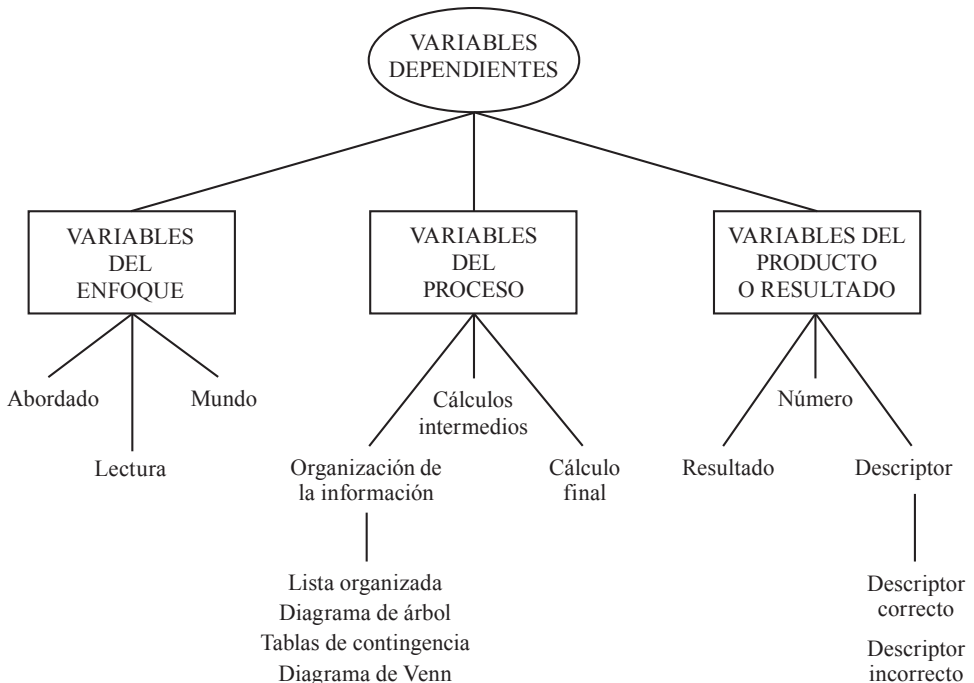 VARIABLES
DEPENDIENTES
VARIABLES
DEL
ENFOQUE
VARIABLES
DEL
PROCESO
VARIABLES DEL
PRODUCTO
O RESULTADO
Abordado
Mundo
Lectura
Cálculos
intermedios
Organización de
la información
Cálculo
final
Número
Resultado
Descriptor
Lista organizada
Diagrama de árbol
Tablas de contingencia
Diagrama de Venn
Descriptor
correcto
Descriptor
incorrecto